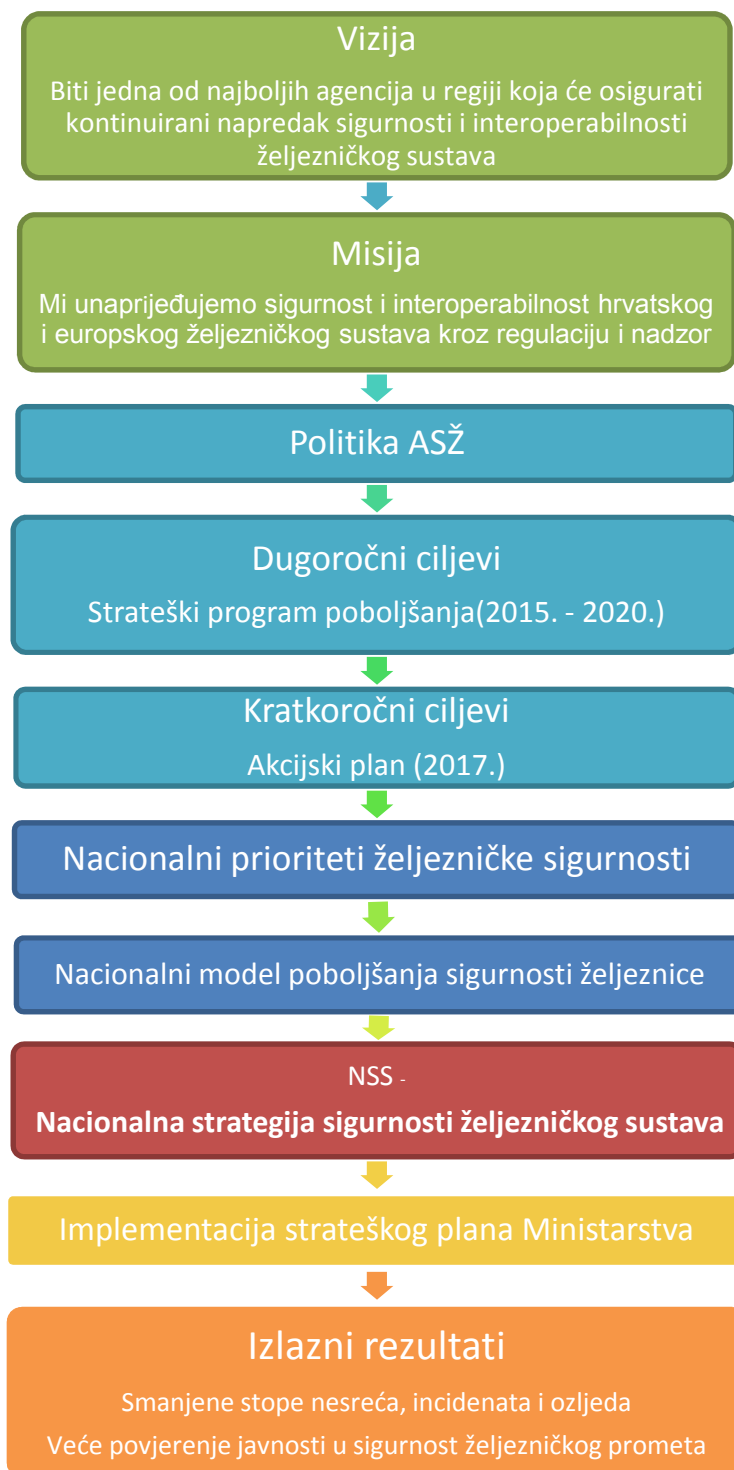 Vizija
Biti jedna od najboljih agencija u regiji koja će osigurati
kontinuirani napredak sigurnosti i interoperabilnosti
željezničkog sustava
Misija
Mi unaprijeđujemo sigurnost i interoperabilnost hrvatskog
i europskog željezničkog sustava kroz regulaciju i nadzor
Politika ASŽ
Dugoročni ciljevi
Strateški program poboljšanja(2015. - 2020.)
Kratkoročni ciljevi
Akcijski plan (2017.)
Nacionalni prioriteti željezničke sigurnosti
Nacionalni model poboljšanja sigurnosti željeznice
NSS -
Nacionalna strategija sigurnosti željezničkog sustava
Implementacija strateškog plana Ministarstva
Izlazni rezultati
Smanjene stope nesreća, incidenata i ozljeda
Veće povjerenje javnosti u sigurnost željezničkog prometa